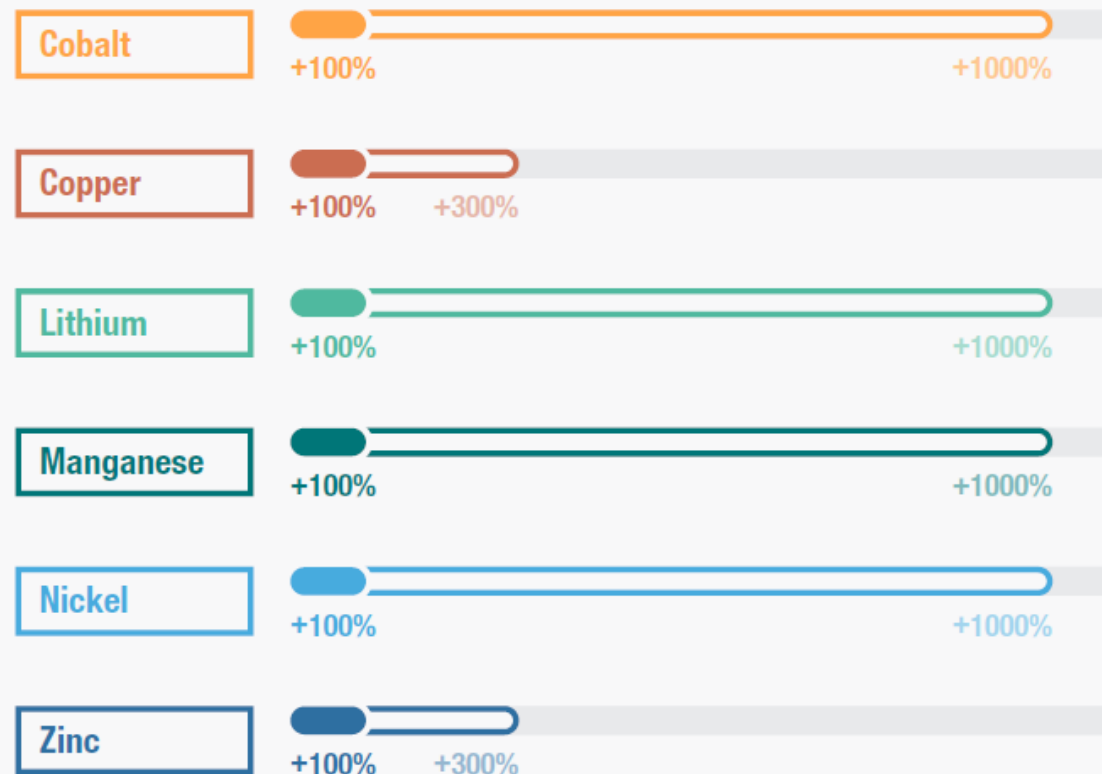 Cobalt
+100% +1000%
Copper
+100% +300%
Lithium
+100% +1000%
Manganese
+100% +1000%
Nickel
+100% +1000%
Zinc
+100% +300%